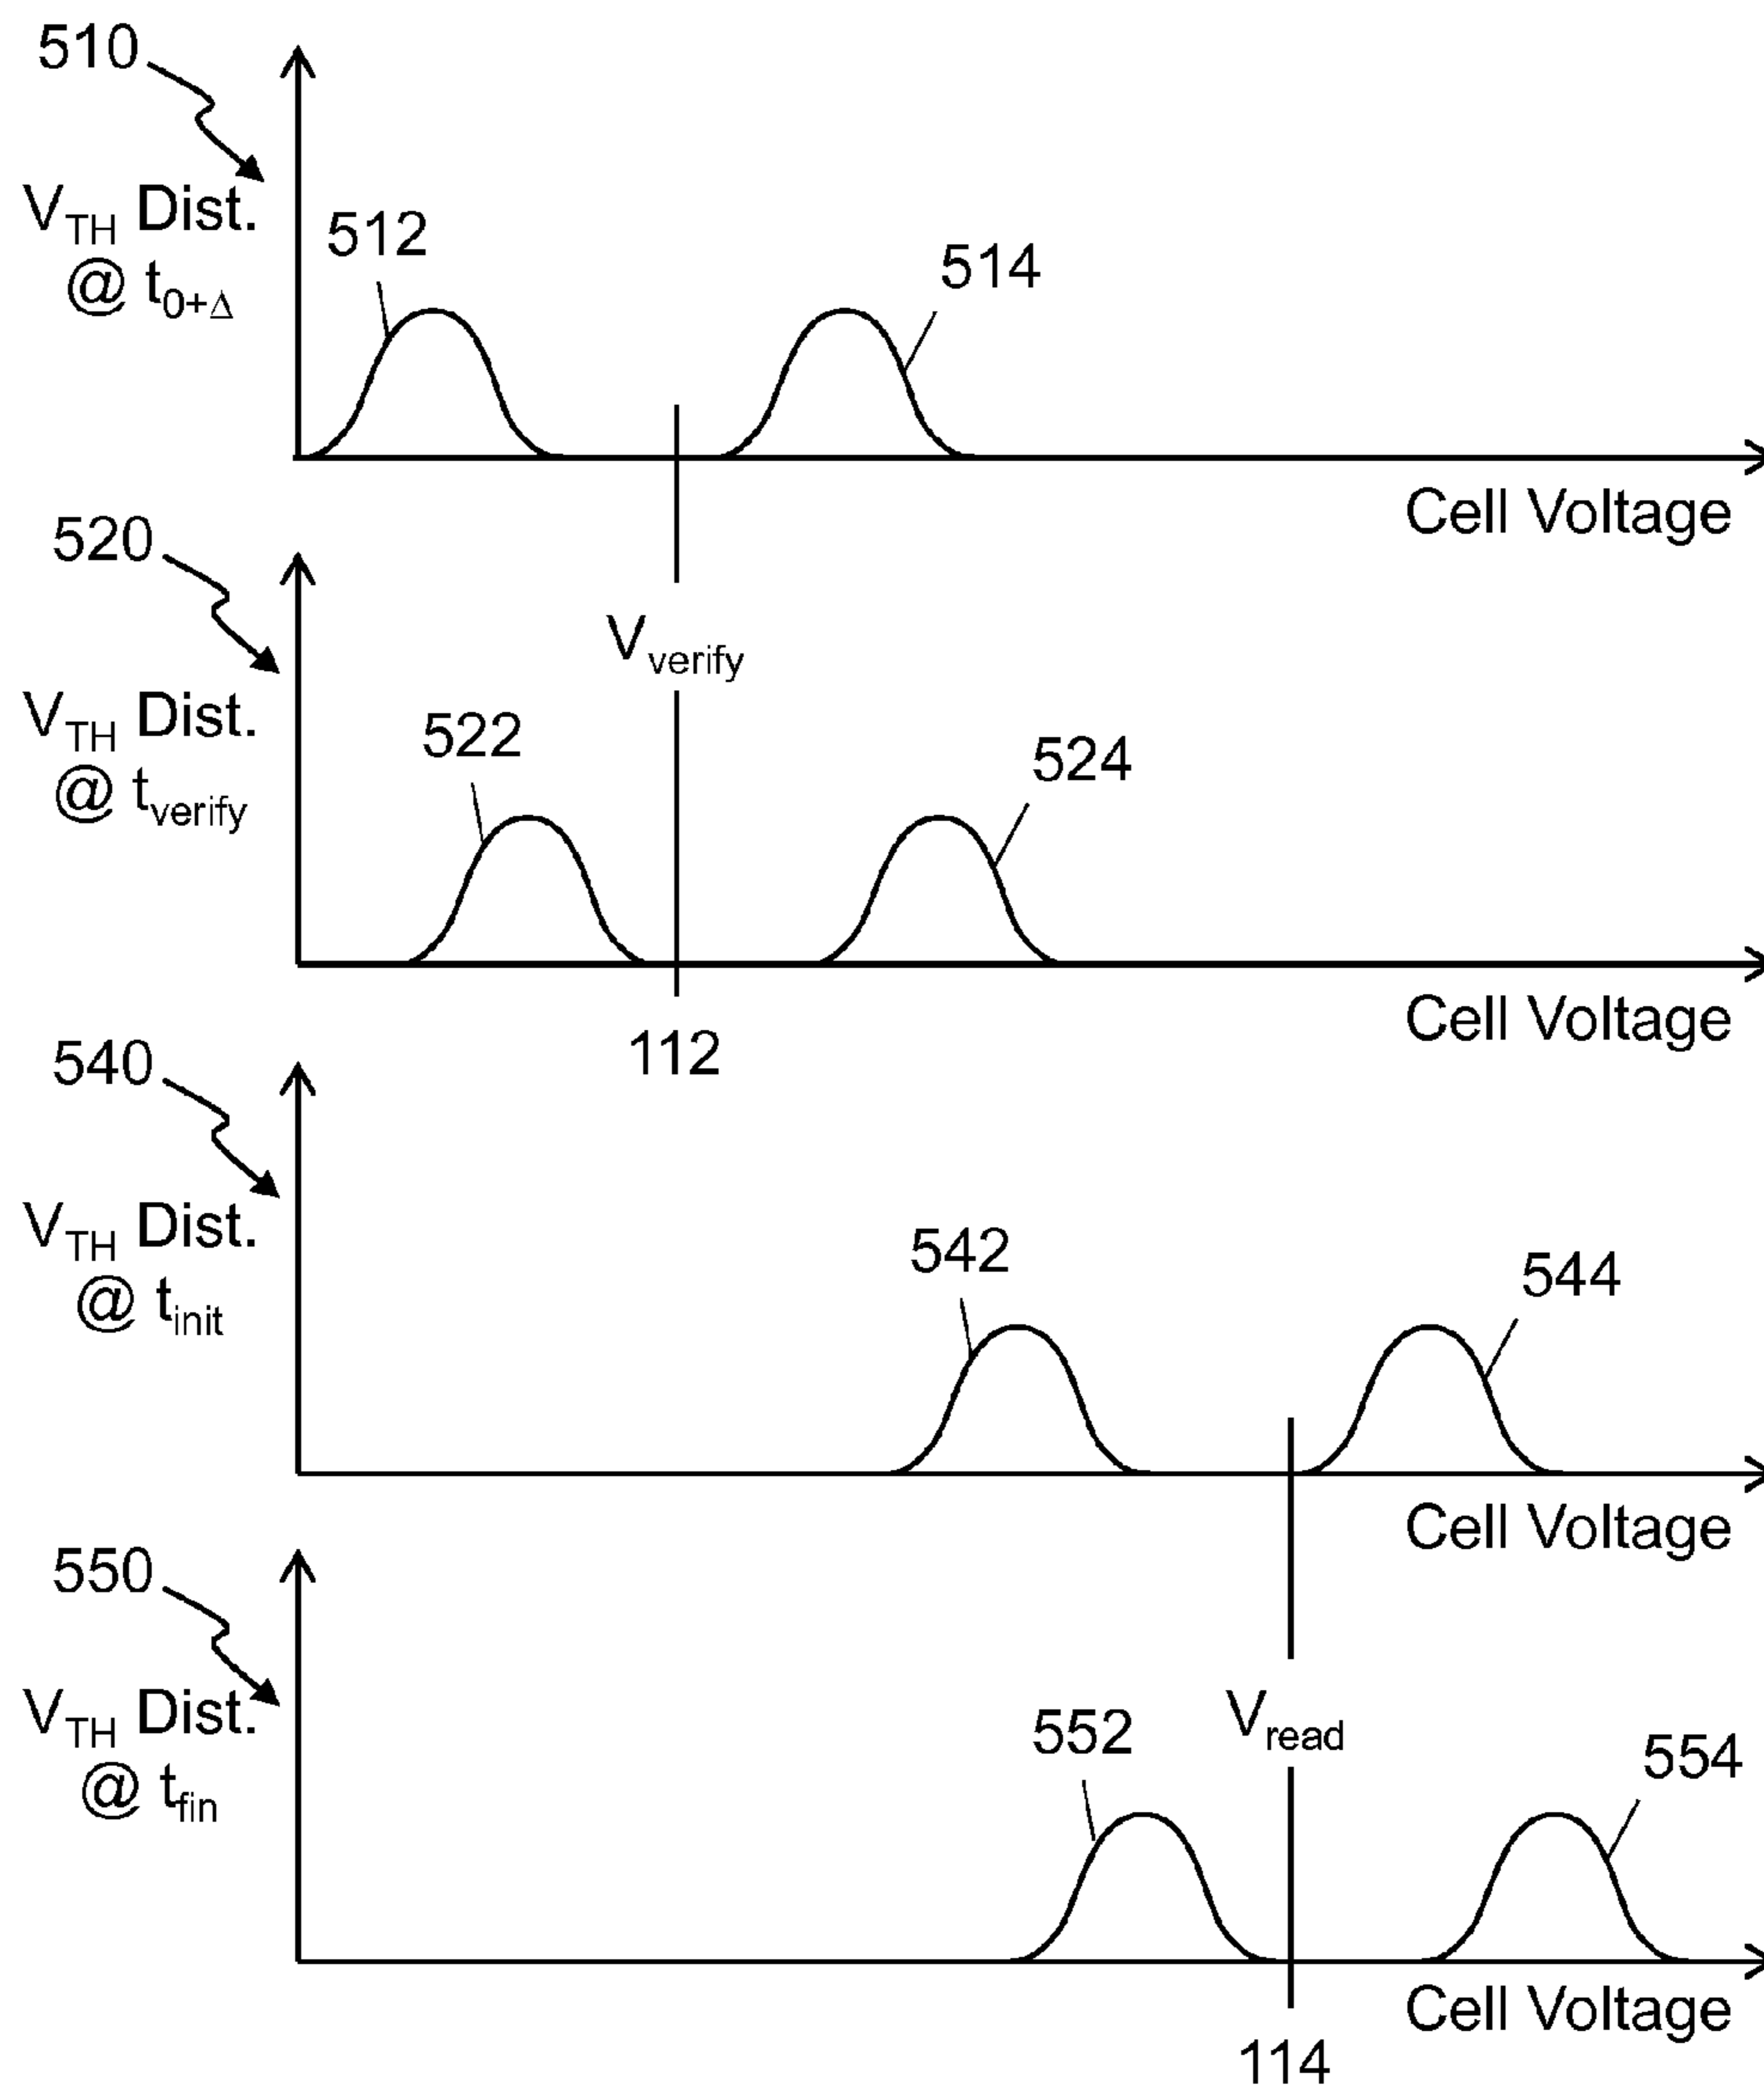 510
V_TH Dist.
@ t_0+Δ
512
514
Cell Voltage
520
V_verify
V_TH Dist.
@ t_verify
522
524
Cell Voltage
112
540
V_TH Dist.
@ t_init
542
544
Cell Voltage
550
V_TH Dist.
@ t_fin
552
V_read
554
Cell Voltage
114